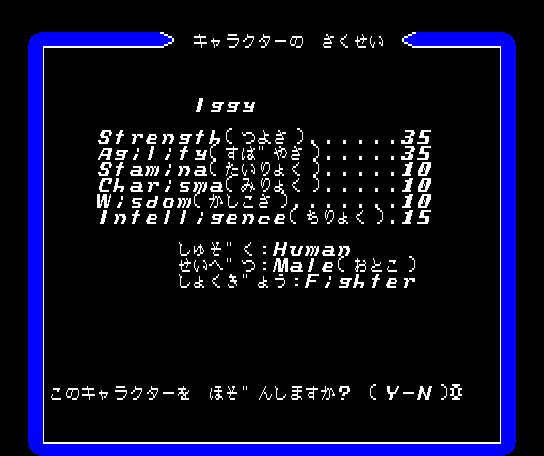 キャラクターの さくせい
Iggy
Strength(つよさ)......35
Agility(すばやさ).....35
Stamina(たいりょく)....10
Charisma(みりょく).....10
Wisdom(かしこさ).......10
Intelligence(ちりょく).15
しゅぞく:Human
せいべつ:Male(おとこ)
しょくぎょう:Fighter
このキャラクターを ほぞんしますか? (Y-N)